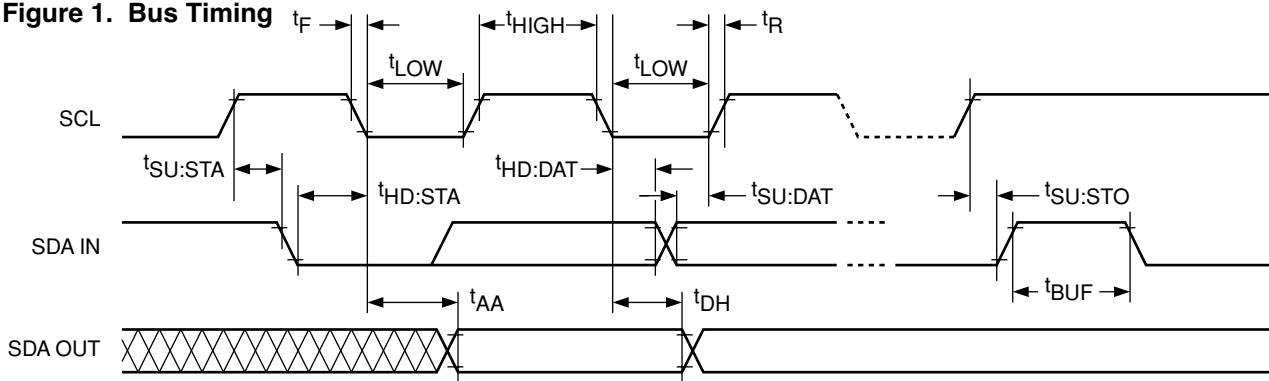 Figure 1. Bus Timing
tF
tHIGH
tR
tLOW
tLOW
SCL
tSU:STA
tHD:STA
tHD:DAT
tSU:DAT
tSU:STO
SDA IN
tBUF
tAA
tDH
SDA OUT